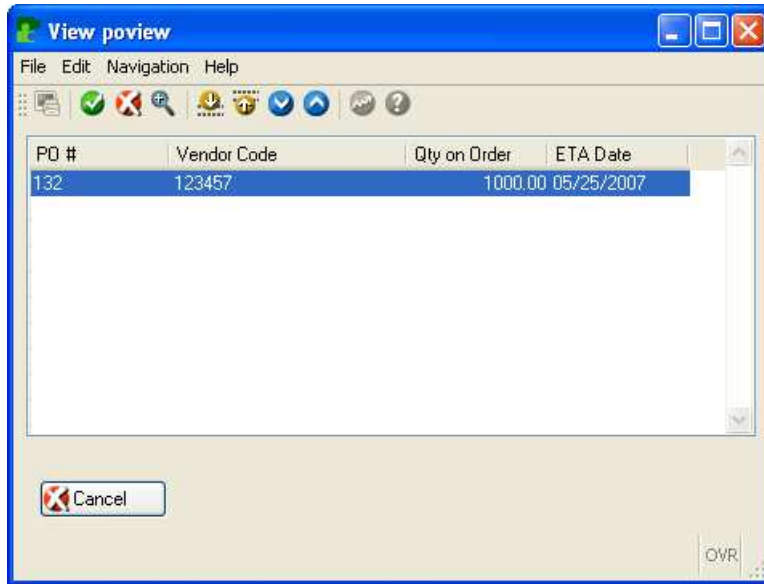 View poview
File Edit Navigation Help
PO # Vendor Code Qty on Order ETA Date
132 123457 1000.00 05/25/2007
Cancel
OVR